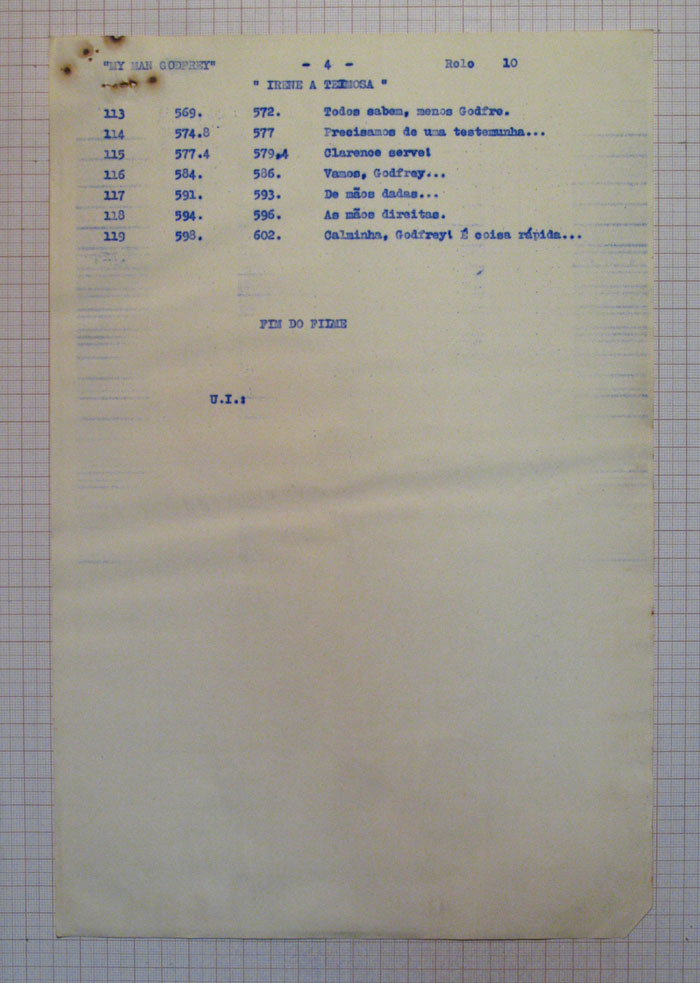 "MY MAN GODFREY" - 4 - Rolo 10
" IRENE A TEIMOSA "
113 569. 572. Todos sabem, menos Godfre.
114 574.8 577 Precisamos de uma testemunha...
115 577.4 579,4 Clarence serve!
116 584. 586. Vamos, Godfrey...
117 591. 593. De mãos dadas...
118 594. 596. As mãos direitas.
119 598. 602. Calminha, Godfrey! É coisa rápida...
FIM DO FILME
U.I.: